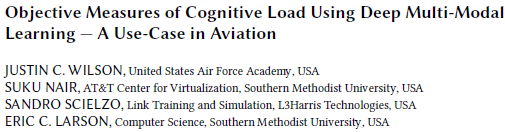 Objective Measures of Cognitive Load Using Deep Multi-Modal
Learning — A Use-Case in Aviation
JUSTIN C. WILSON, United States Air Force Academy, USA
SUKU NAIR, AT&T Center for Virtualization, Southern Methodist University, USA
SANDRO SCIELZO, Link Training and Simulation, L3Harris Technologies, USA
ERIC C. LARSON, Computer Science, Southern Methodist University, USA